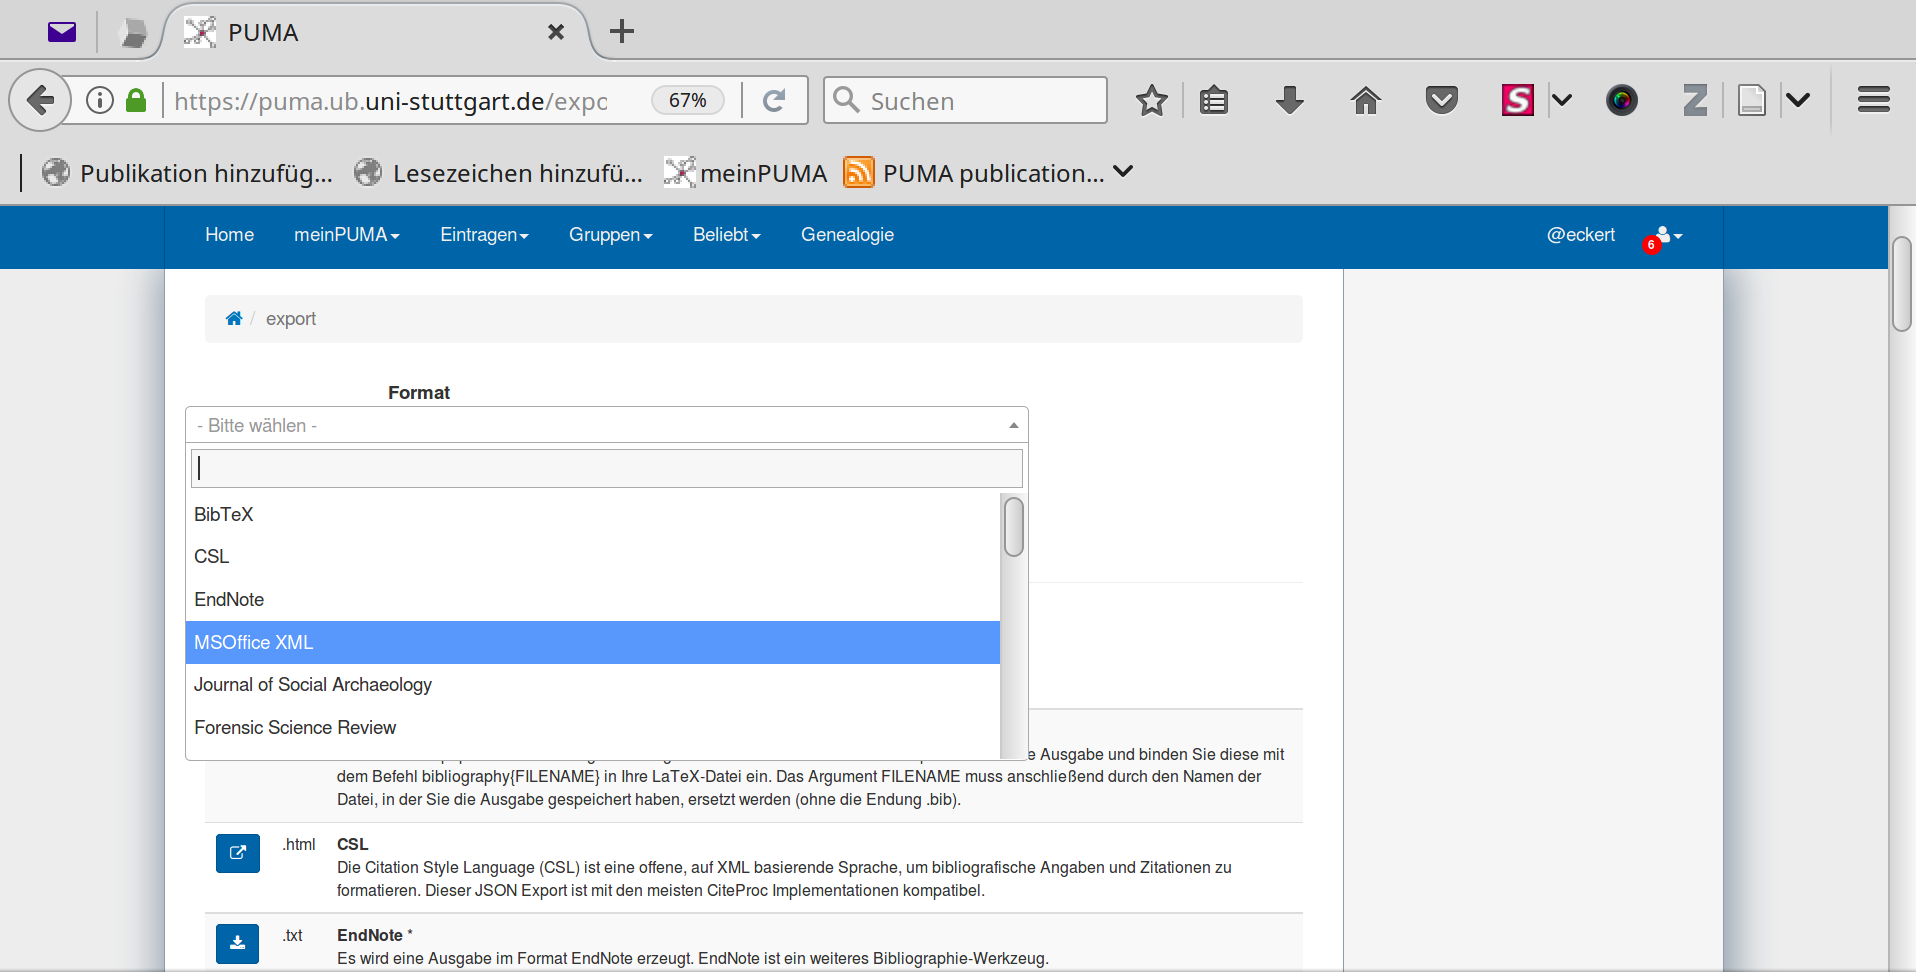 PUMA
https://puma.ub.uni-stuttgart.de/expo
67%
Suchen
Publikation hinzufüg...
Lesezeichen hinzufü...
meinPUMA
PUMA publication...
Home
meinPUMA
Eintragen
Gruppen
Beliebt
Genealogie
@eckert
6
/ export
Format
- Bitte wählen -
BibTeX
CSL
EndNote
MSOffice XML
Journal of Social Archaeology
Forensic Science Review
e Ausgabe und binden Sie diese mit
dem Befehl bibliography{FILENAME} in Ihre LaTeX-Datei ein. Das Argument FILENAME muss anschließend durch den Namen der
Datei, in der Sie die Ausgabe gespeichert haben, ersetzt werden (ohne die Endung .bib).
.html
CSL
Die Citation Style Language (CSL) ist eine offene, auf XML basierende Sprache, um bibliografische Angaben und Zitationen zu
formatieren. Dieser JSON Export ist mit den meisten CiteProc Implementationen kompatibel.
.txt
EndNote *
Es wird eine Ausgabe im Format EndNote erzeugt. EndNote ist ein weiteres Bibliographie-Werkzeug.